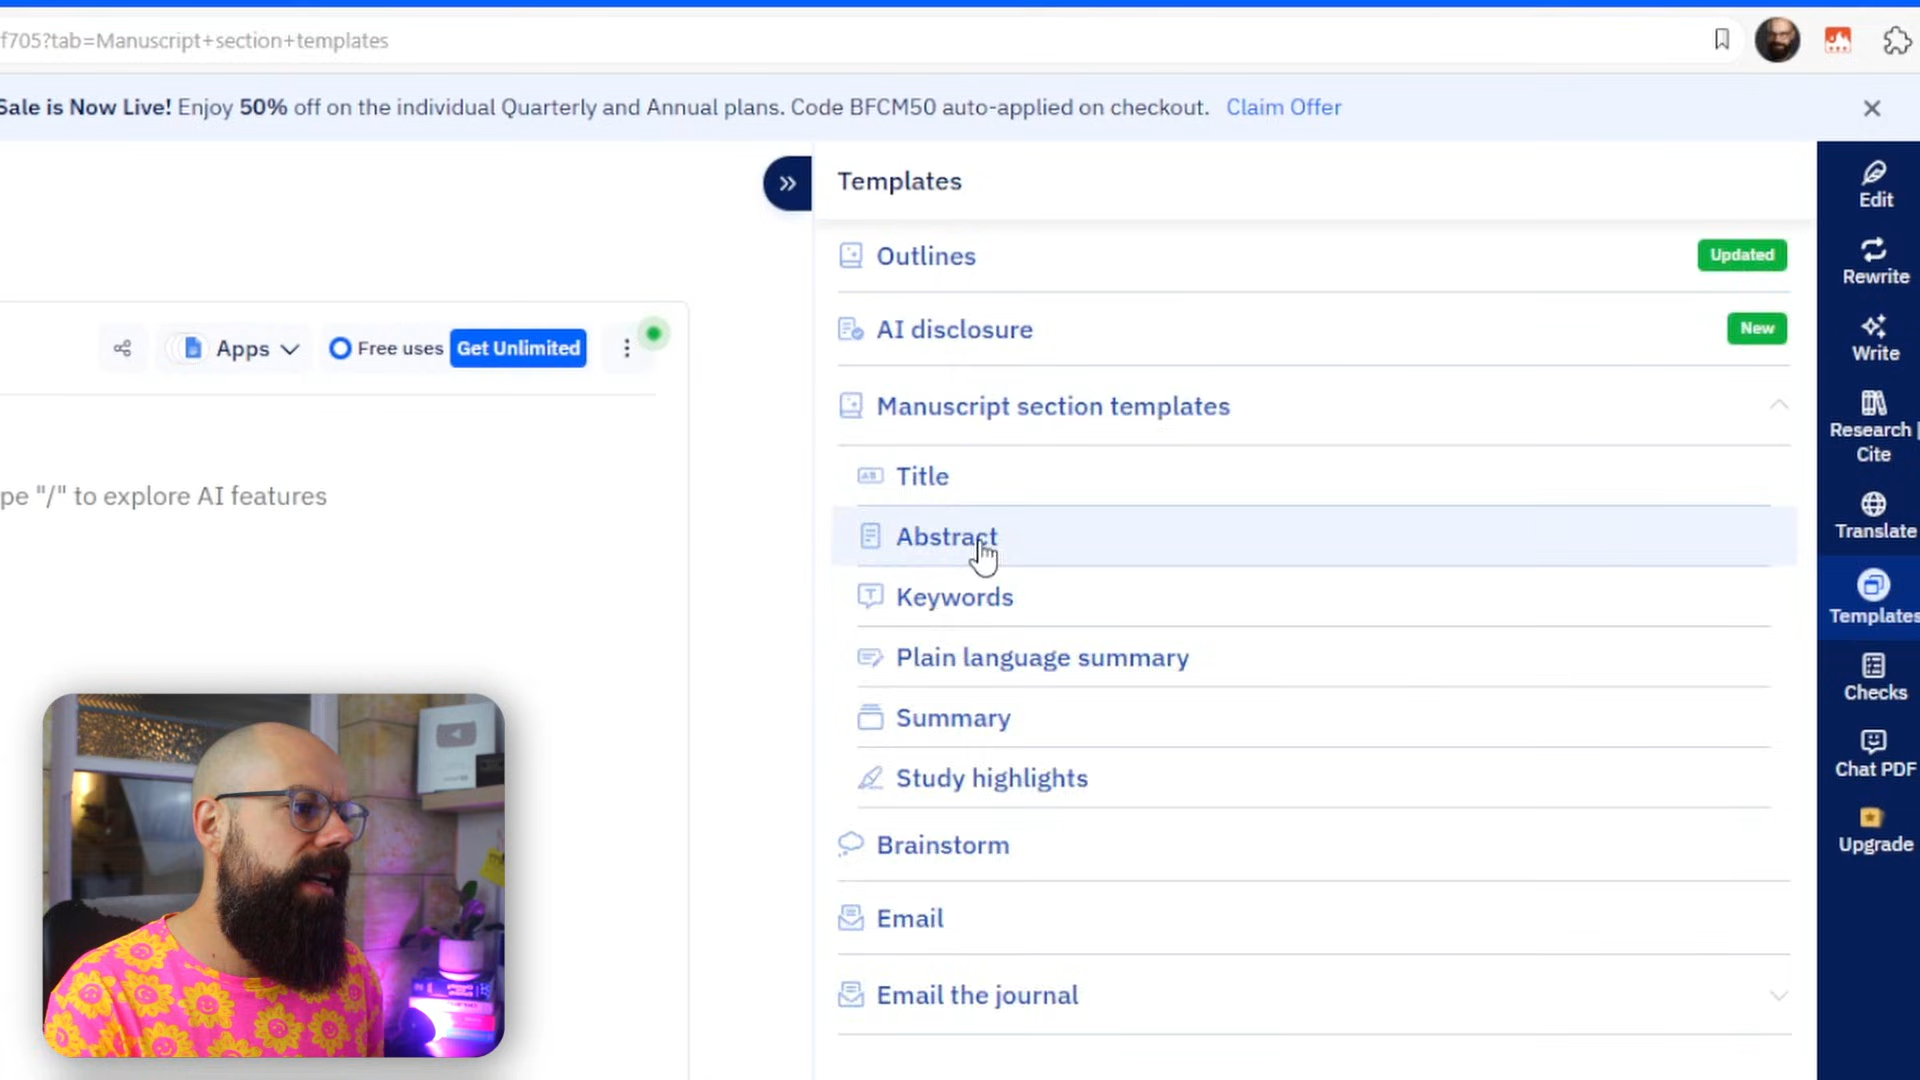 f705?tab=Manuscript+section+templates
Sale is Now Live! Enjoy 50% off on the individual Quarterly and Annual plans. Code BFCM50 auto-applied on checkout. Claim Offer
Templates
Outlines
Updated
AI disclosure
New
Manuscript section templates
Title
Abstract
Keywords
Plain language summary
Summary
Study highlights
Brainstorm
Email
Email the journal
Apps
Free uses
Get Unlimited
pe "/" to explore AI features
Edit
Rewrite
Write
Research |
Cite
Translate
Templates
Checks
Chat PDF
Upgrade